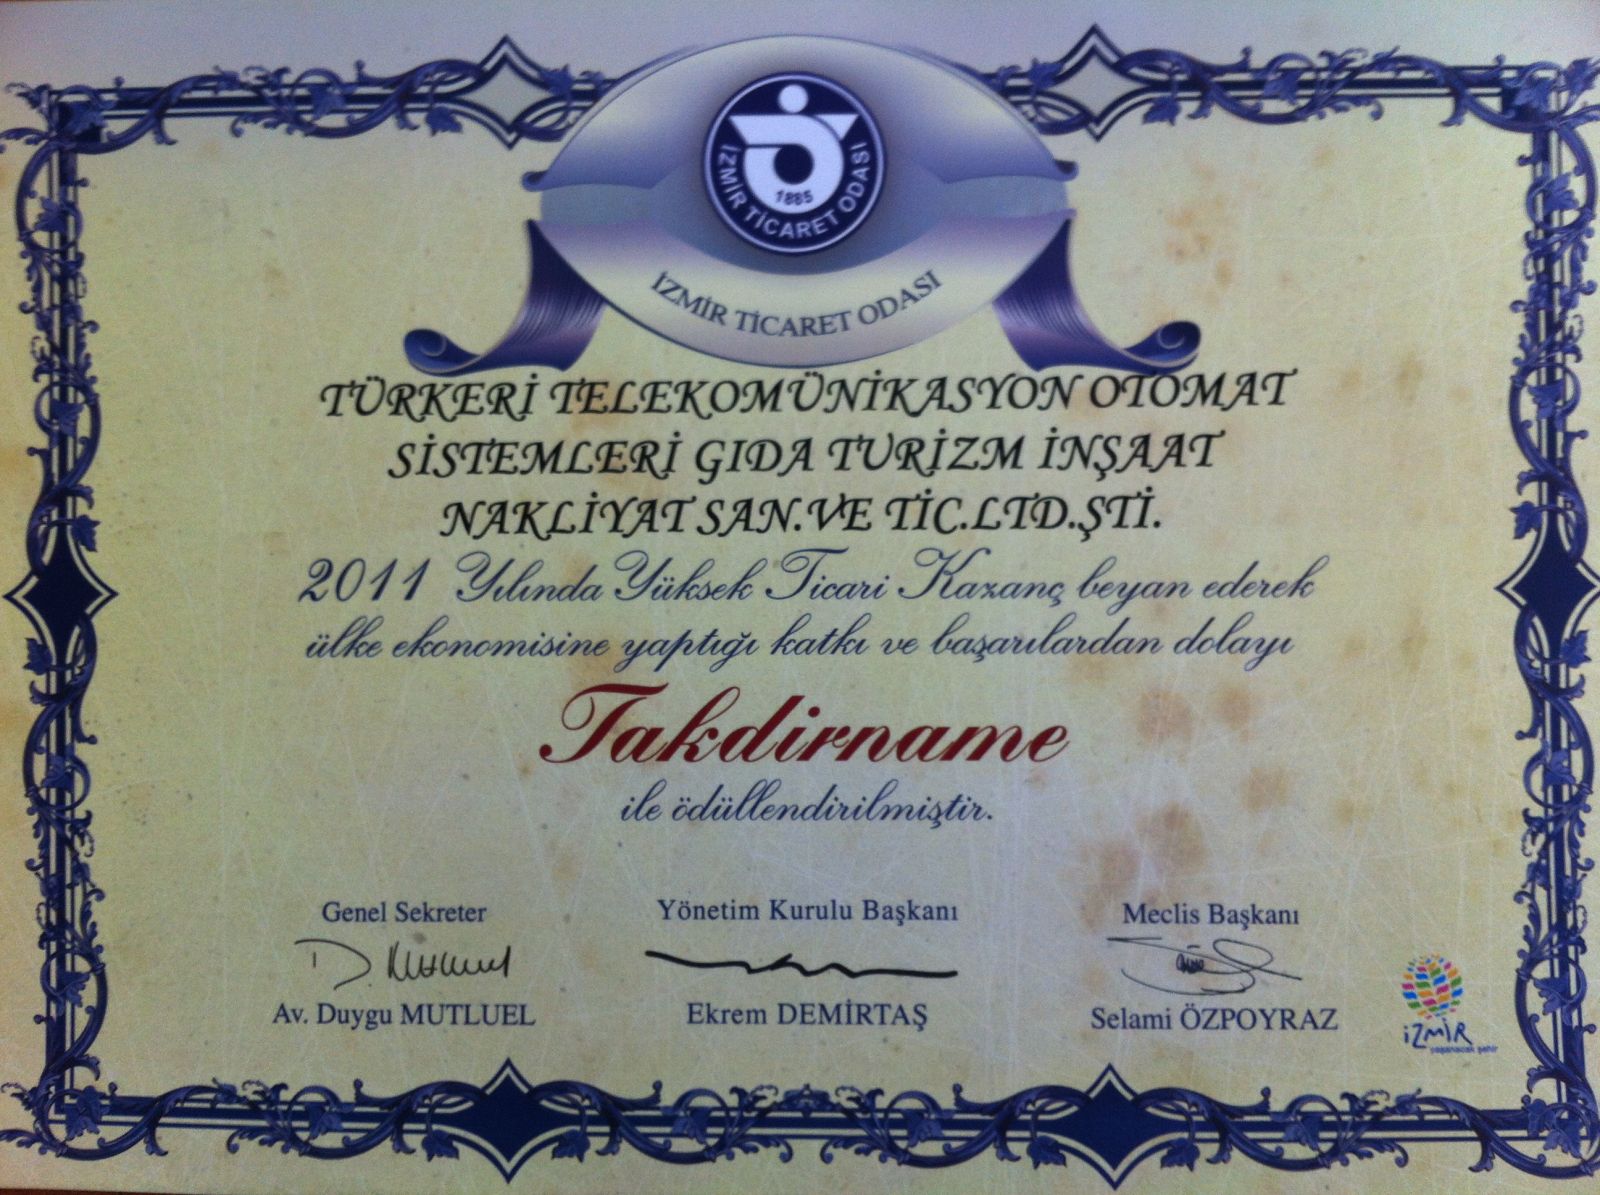 İZMİR TİCARET ODASI
1885
İZMİR TİCARET ODASI
TÜRKERİ TELEKOMÜNİKASYON OTOMAT
SİSTEMLERİ GIDA TURİZM İNŞAAT
NAKLİYAT SAN.VE TİC.LTD.ŞTİ.
2011 Yılında Yüksek Ticari Kazanç beyan ederek
ülke ekonomisine yaptığı katkı ve başarılardan dolayı
Takdirname
ile ödüllendirilmiştir.
Genel Sekreter
Yönetim Kurulu Başkanı
Meclis Başkanı
Av. Duygu MUTLUEL
Ekrem DEMİRTAŞ
Selami ÖZPOYRAZ
İZMİR
yaşanacak şehir